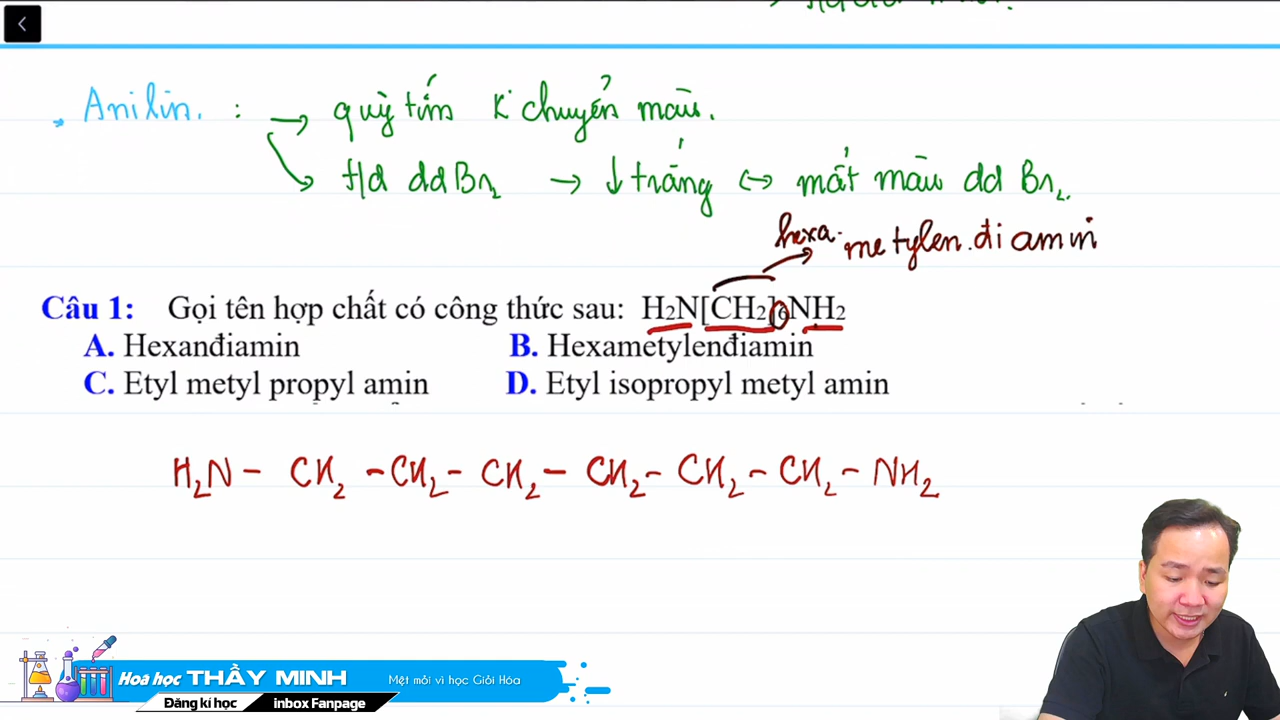 Anilin. : → quỳ tím K chuyển màu.
t/d dd Br₂ → ↓ trắng ↔ mất màu dd Br₂.
hexa. metylen.điamin
Câu 1: Gọi tên hợp chất có công thức sau: H₂N[CH₂]₆NH₂
A. Hexanđiamin B. Hexametylenđiamin
C. Etyl metyl propyl amin D. Etyl isopropyl metyl amin
H₂N - CH₂ - CH₂ - CH₂ - CH₂ - CH₂ - CH₂ - NH₂
Hoá học THẦY MINH Mệt mỏi vì học Giỏi Hóa
Đăng kí học inbox Fanpage